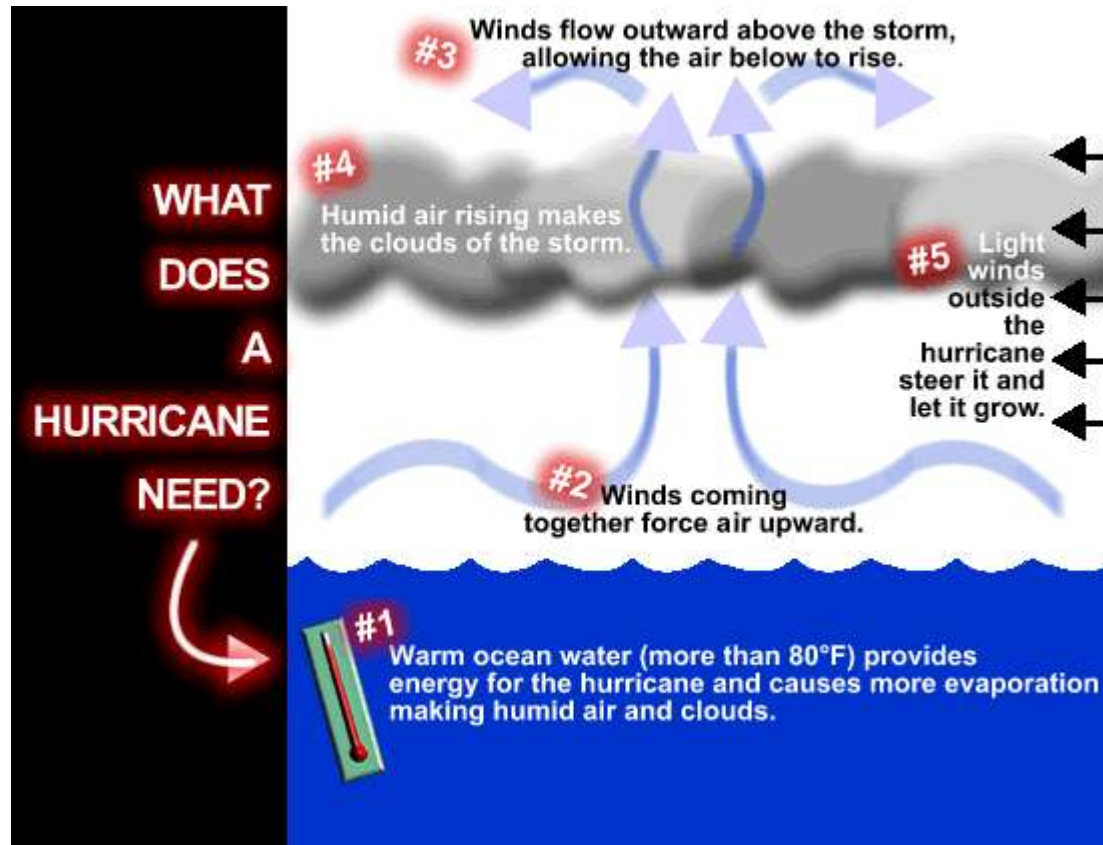 WHAT
DOES
A
HURRICANE
NEED?
#1
Warm ocean water (more than 80°F) provides
energy for the hurricane and causes more evaporation
making humid air and clouds.
#2
Winds coming
together force air upward.
#3
Winds flow outward above the storm,
allowing the air below to rise.
#4
Humid air rising makes
the clouds of the storm.
#5
Light
winds
outside
the
hurricane
steer it and
let it grow.